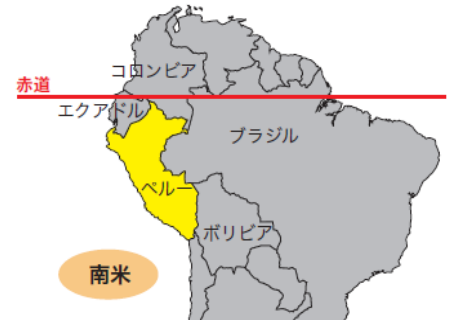 コロンビア
赤道
エクアドル
ブラジル
ペルー
ボリビア
南米